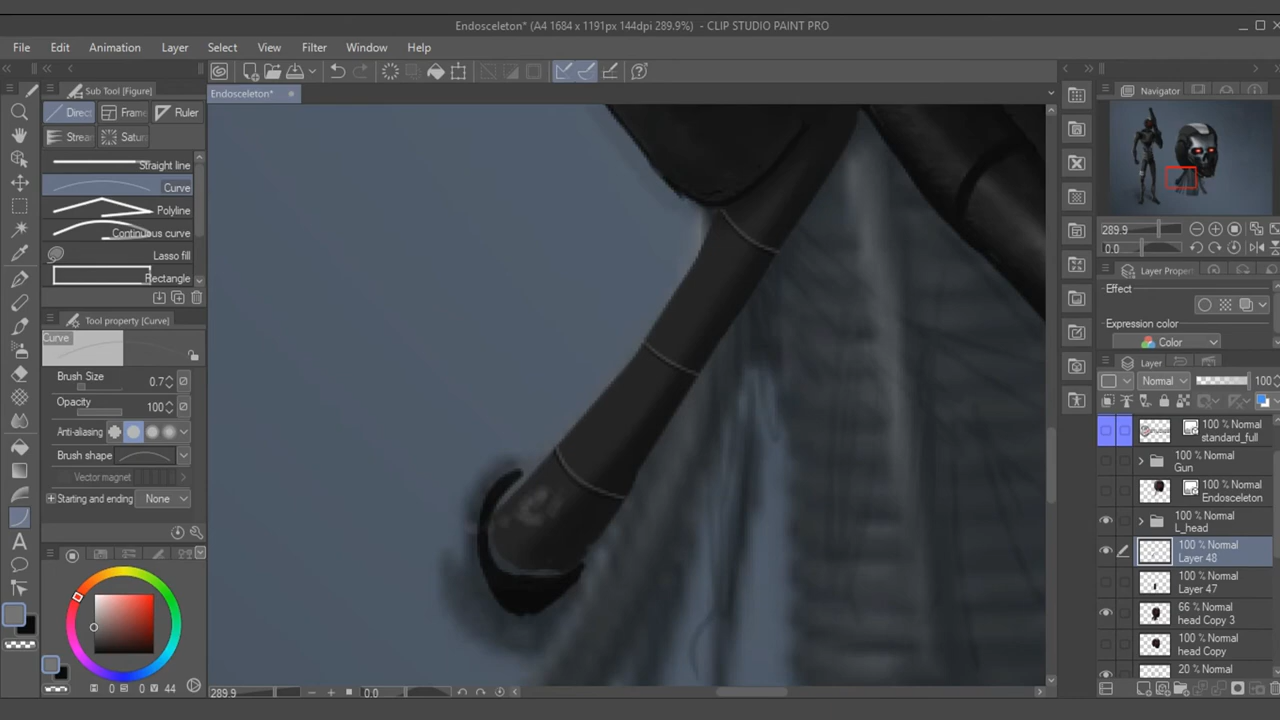 Endosceleton* (A4 1684 x 1191px 144dpi 289.9%) - CLIP STUDIO PAINT PRO
File Edit Animation Layer Select View Filter Window Help
Sub Tool [Figure]
Direc Frame Ruler
Strea Satur
Straight line
Curve
Polyline
Continuous curve
Lasso fill
Rectangle
Tool property [Curve]
Curve
Brush Size 0.7
Opacity 100
Anti-aliasing
Brush shape
Vector magnet
Starting and ending None
H 0 S 0 V 44
Endosceleton*
289.9 0.0
Navigator
289.9
0.0
Layer Propert
Effect
Expression color
Color
Layer
Normal 100
100 % Normal
standard_full
100 % Normal
Gun
100 % Normal
Endosceleton
100 % Normal
L_head
100 % Normal
Layer 48
100 % Normal
Layer 47
66 % Normal
head Copy 3
100 % Normal
head Copy
20 % Normal